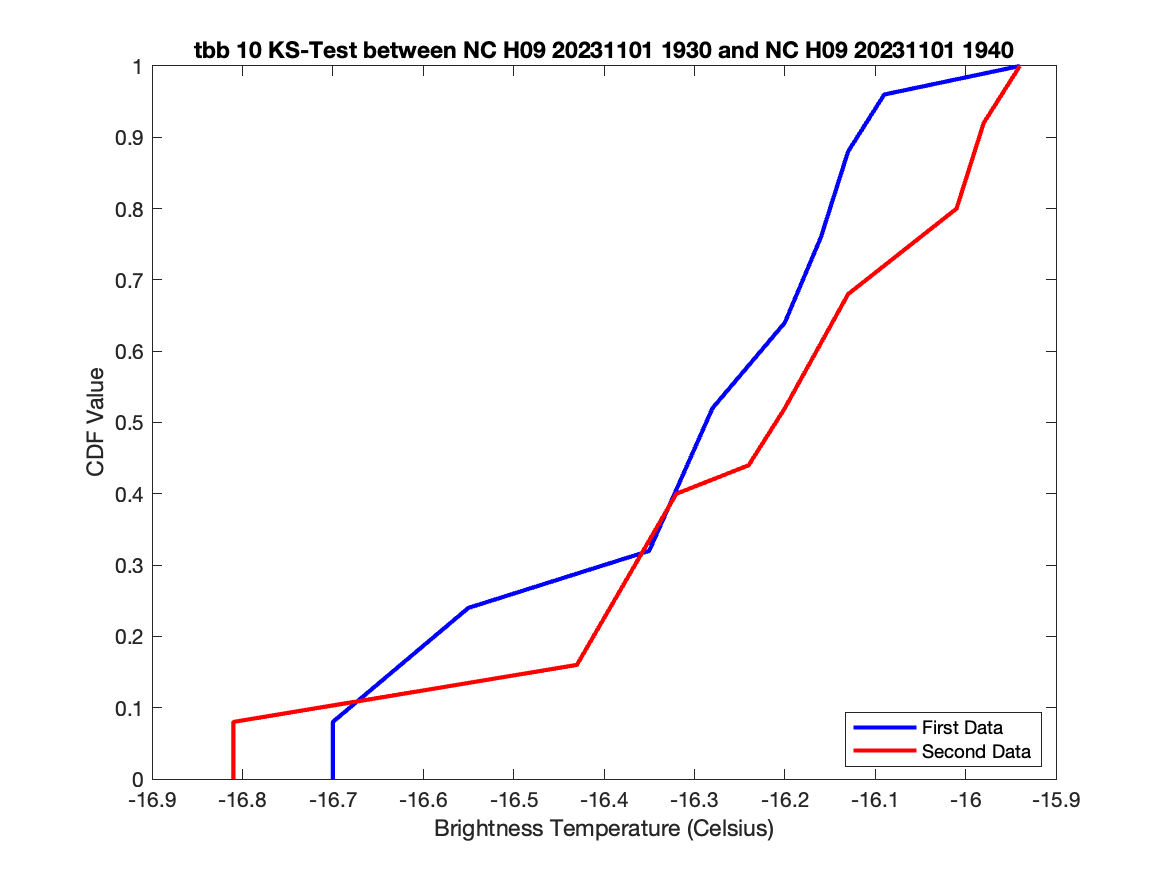 tbb 10 KS-Test between NC H09 20231101 1930 and NC H09 20231101 1940
1
0.9
0.8
0.7
0.6
0.5
0.4
0.3
0.2
0.1
0
CDF Value
First Data
Second Data
-16.9 -16.8 -16.7 -16.6 -16.5 -16.4 -16.3 -16.2 -16.1 -16 -15.9
Brightness Temperature (Celsius)